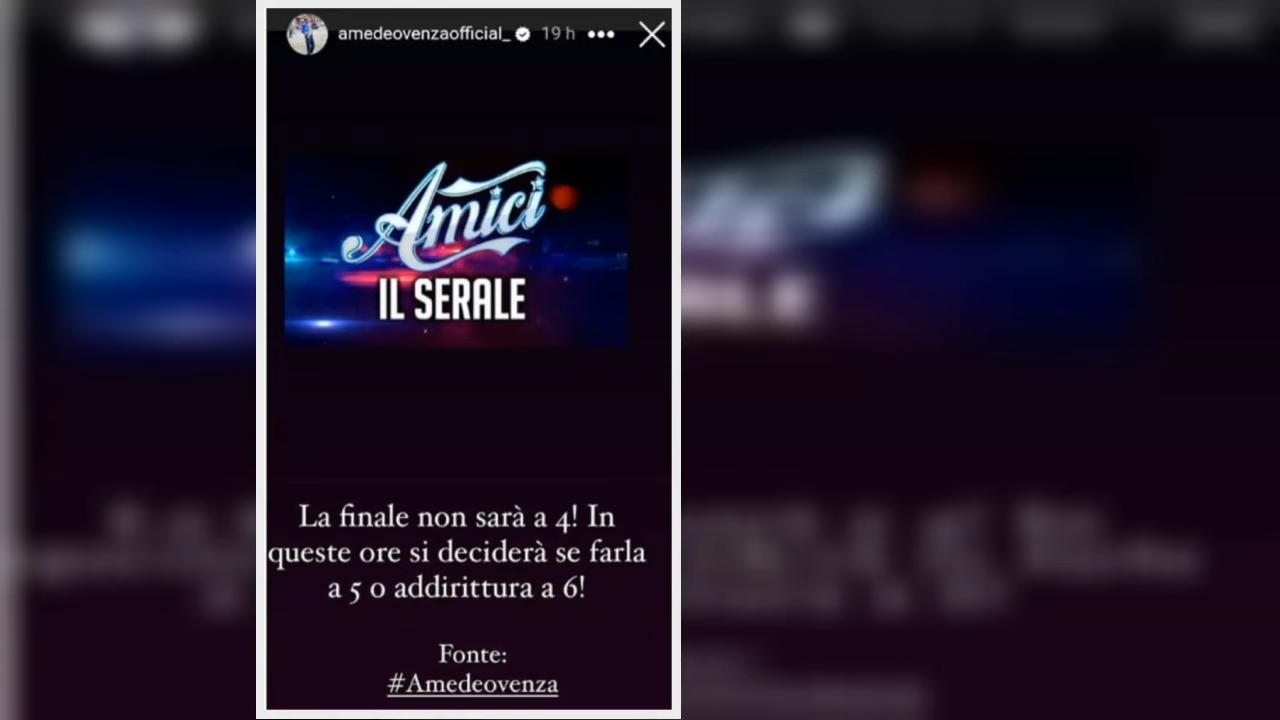 amedeovenzaofficial_ 19 h
Amici
IL SERALE
La finale non sarà a 4! In
queste ore si deciderà se farla
a 5 o addirittura a 6!
Fonte:
#Amedeovenza